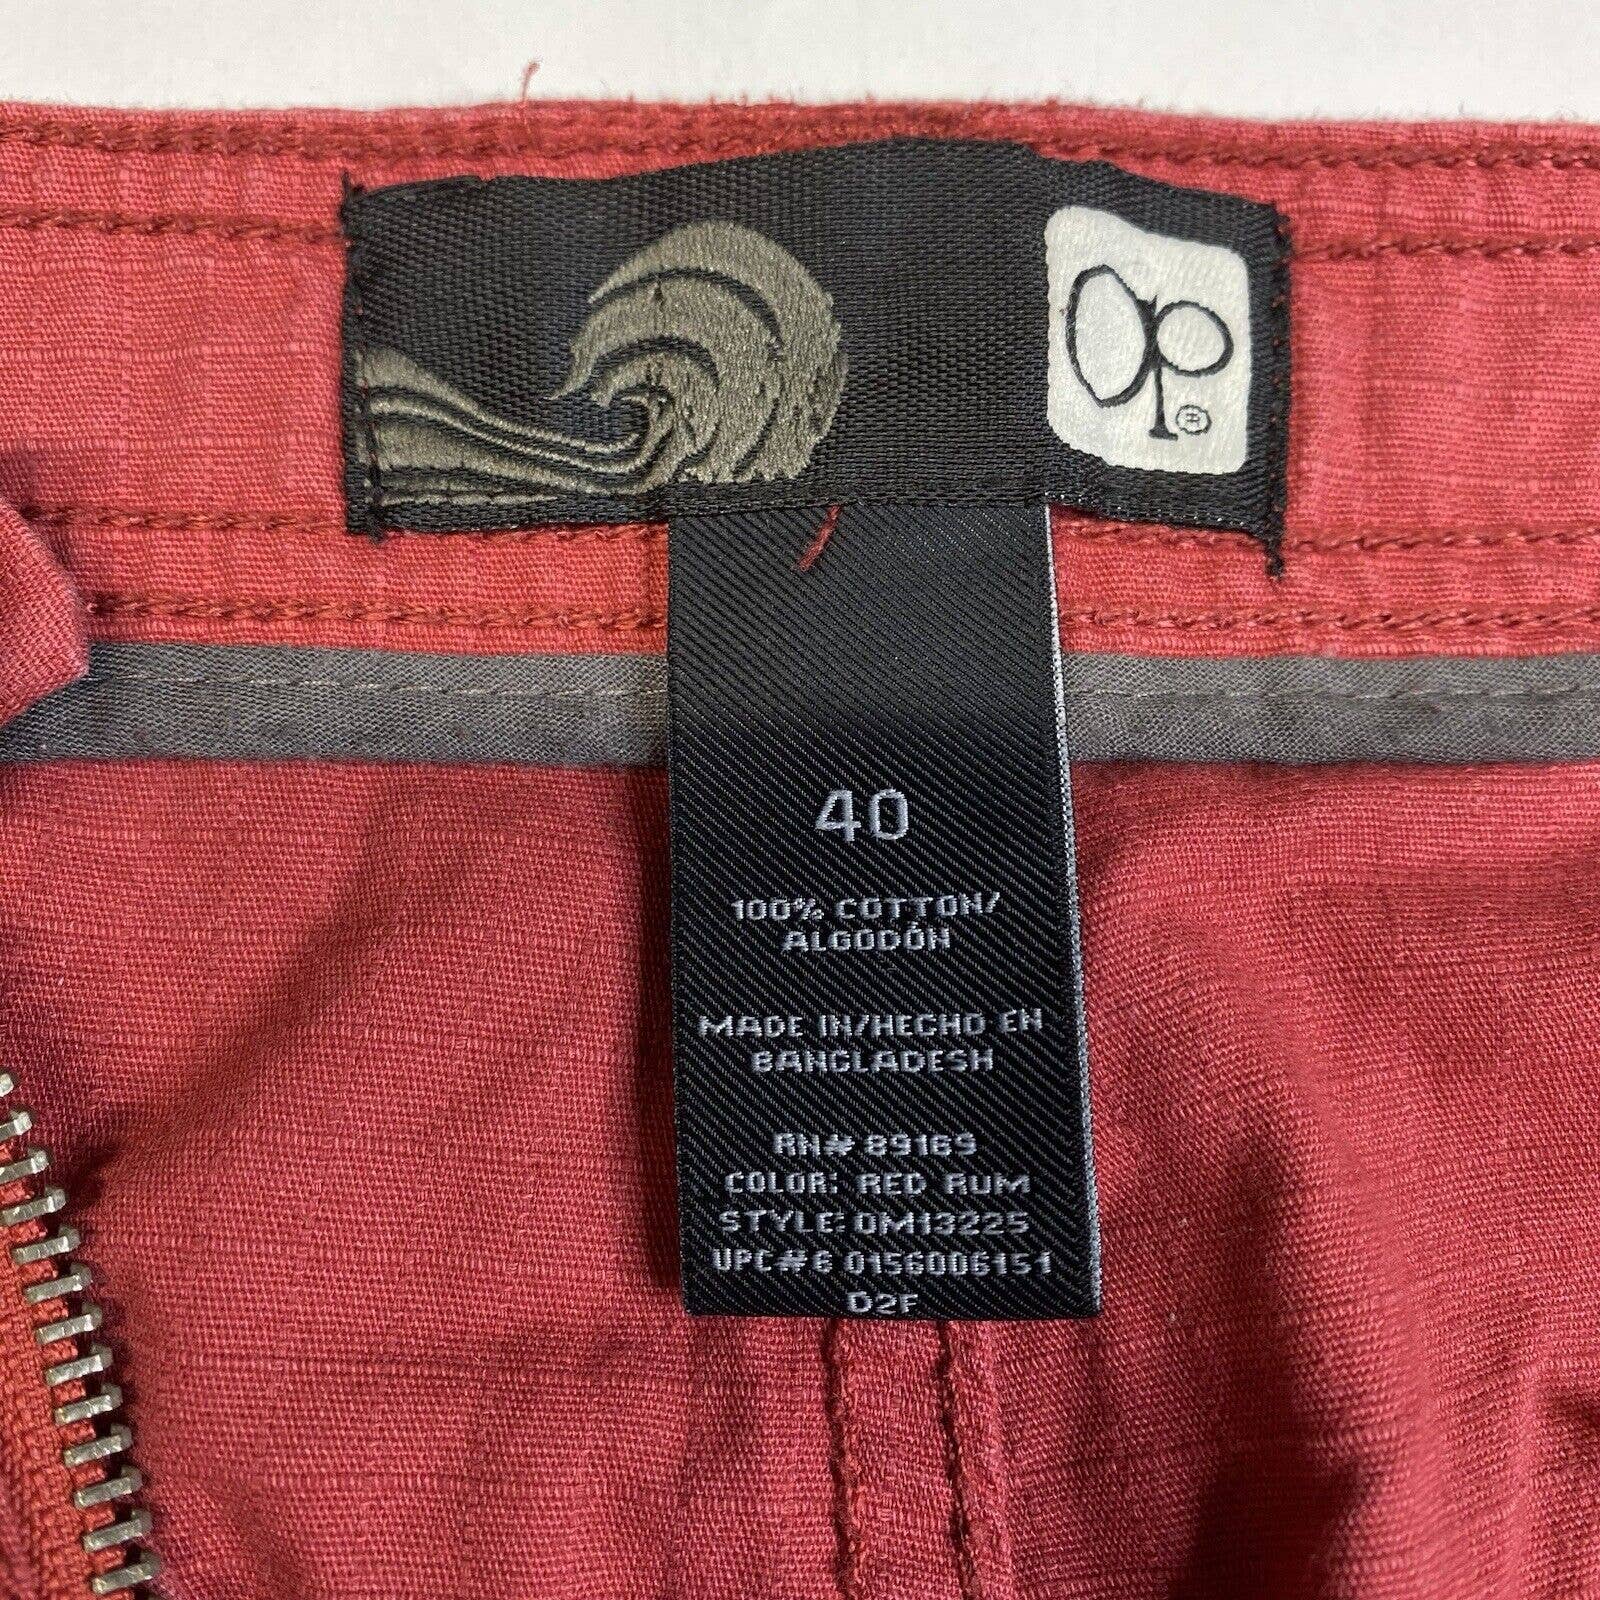 Op®
40
100% COTTON/
ALGODÓN
MADE IN/HECHO EN
BANGLADESH
RN# 89169
COLOR: RED RUM
STYLE: OM13225
UPC#6 0156006151
D2F